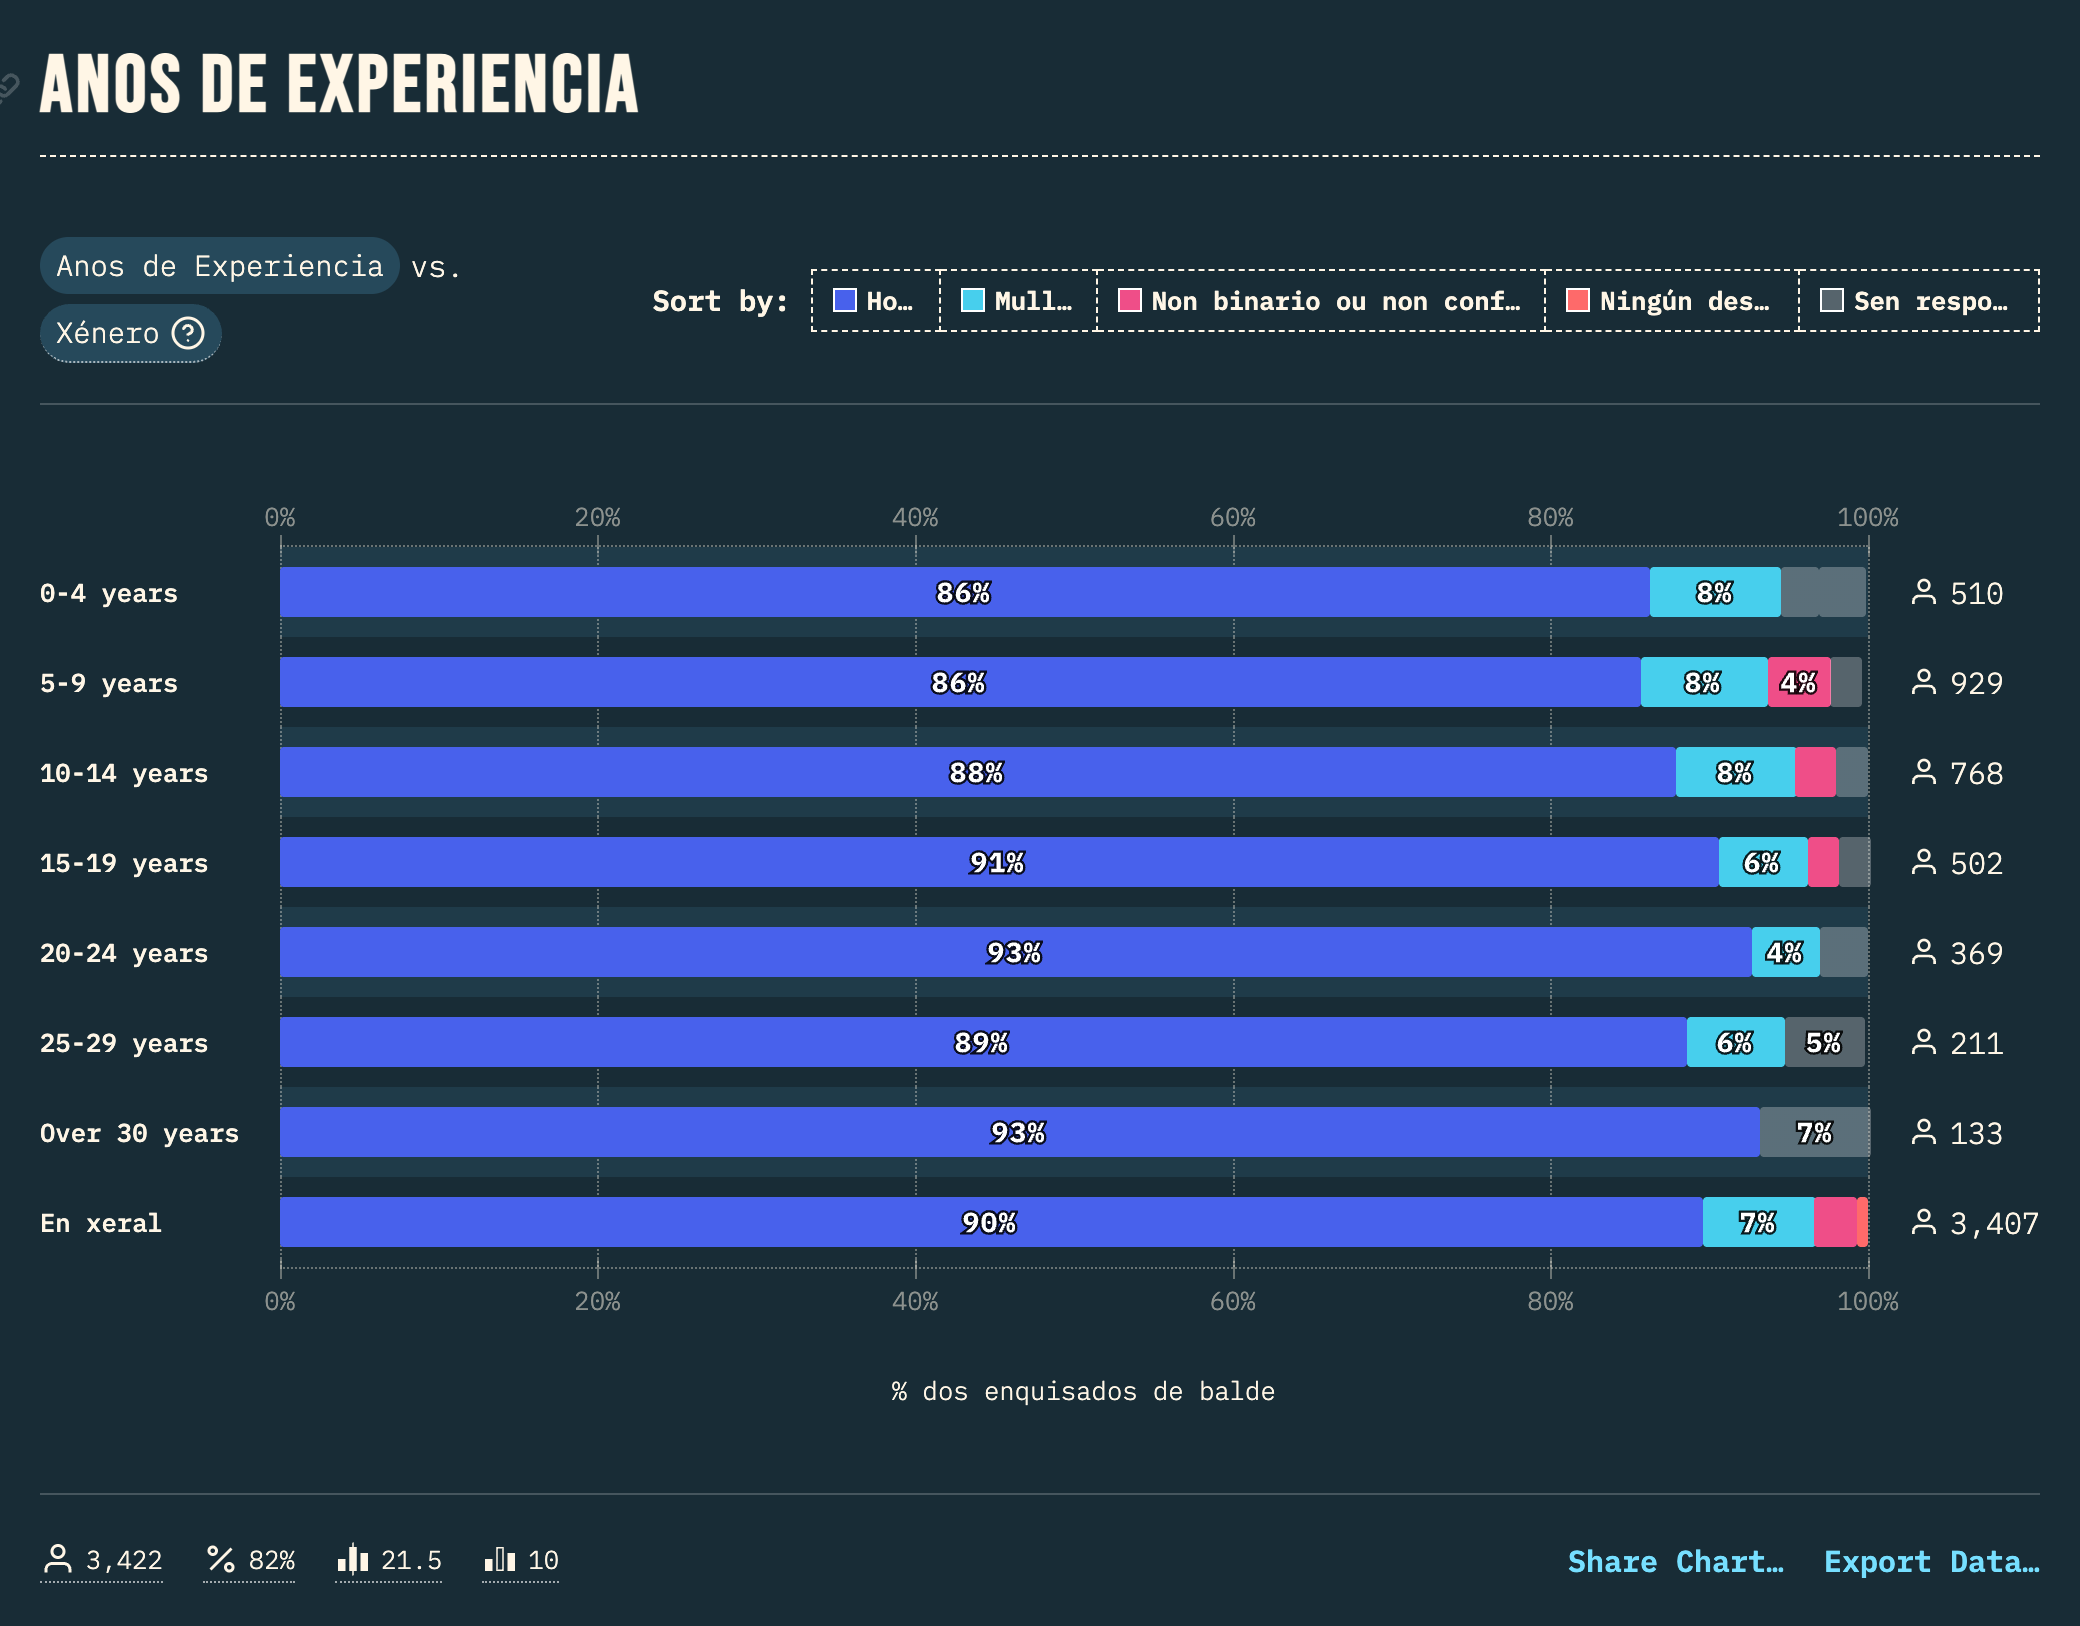 ANOS DE EXPERIENCIA
Anos de Experiencia vs.
Xénero
Sort by: Ho… Mull… Non binario ou non conf… Ningún des… Sen respo…
0% 20% 40% 60% 80% 100%
0-4 years 86% 8% 510
5-9 years 86% 8% 4% 929
10-14 years 88% 8% 768
15-19 years 91% 6% 502
20-24 years 93% 4% 369
25-29 years 89% 6% 5% 211
Over 30 years 93% 7% 133
En xeral 90% 7% 3,407
0% 20% 40% 60% 80% 100%
% dos enquisados de balde
3,422 82% 21.5 10 Share Chart… Export Data…